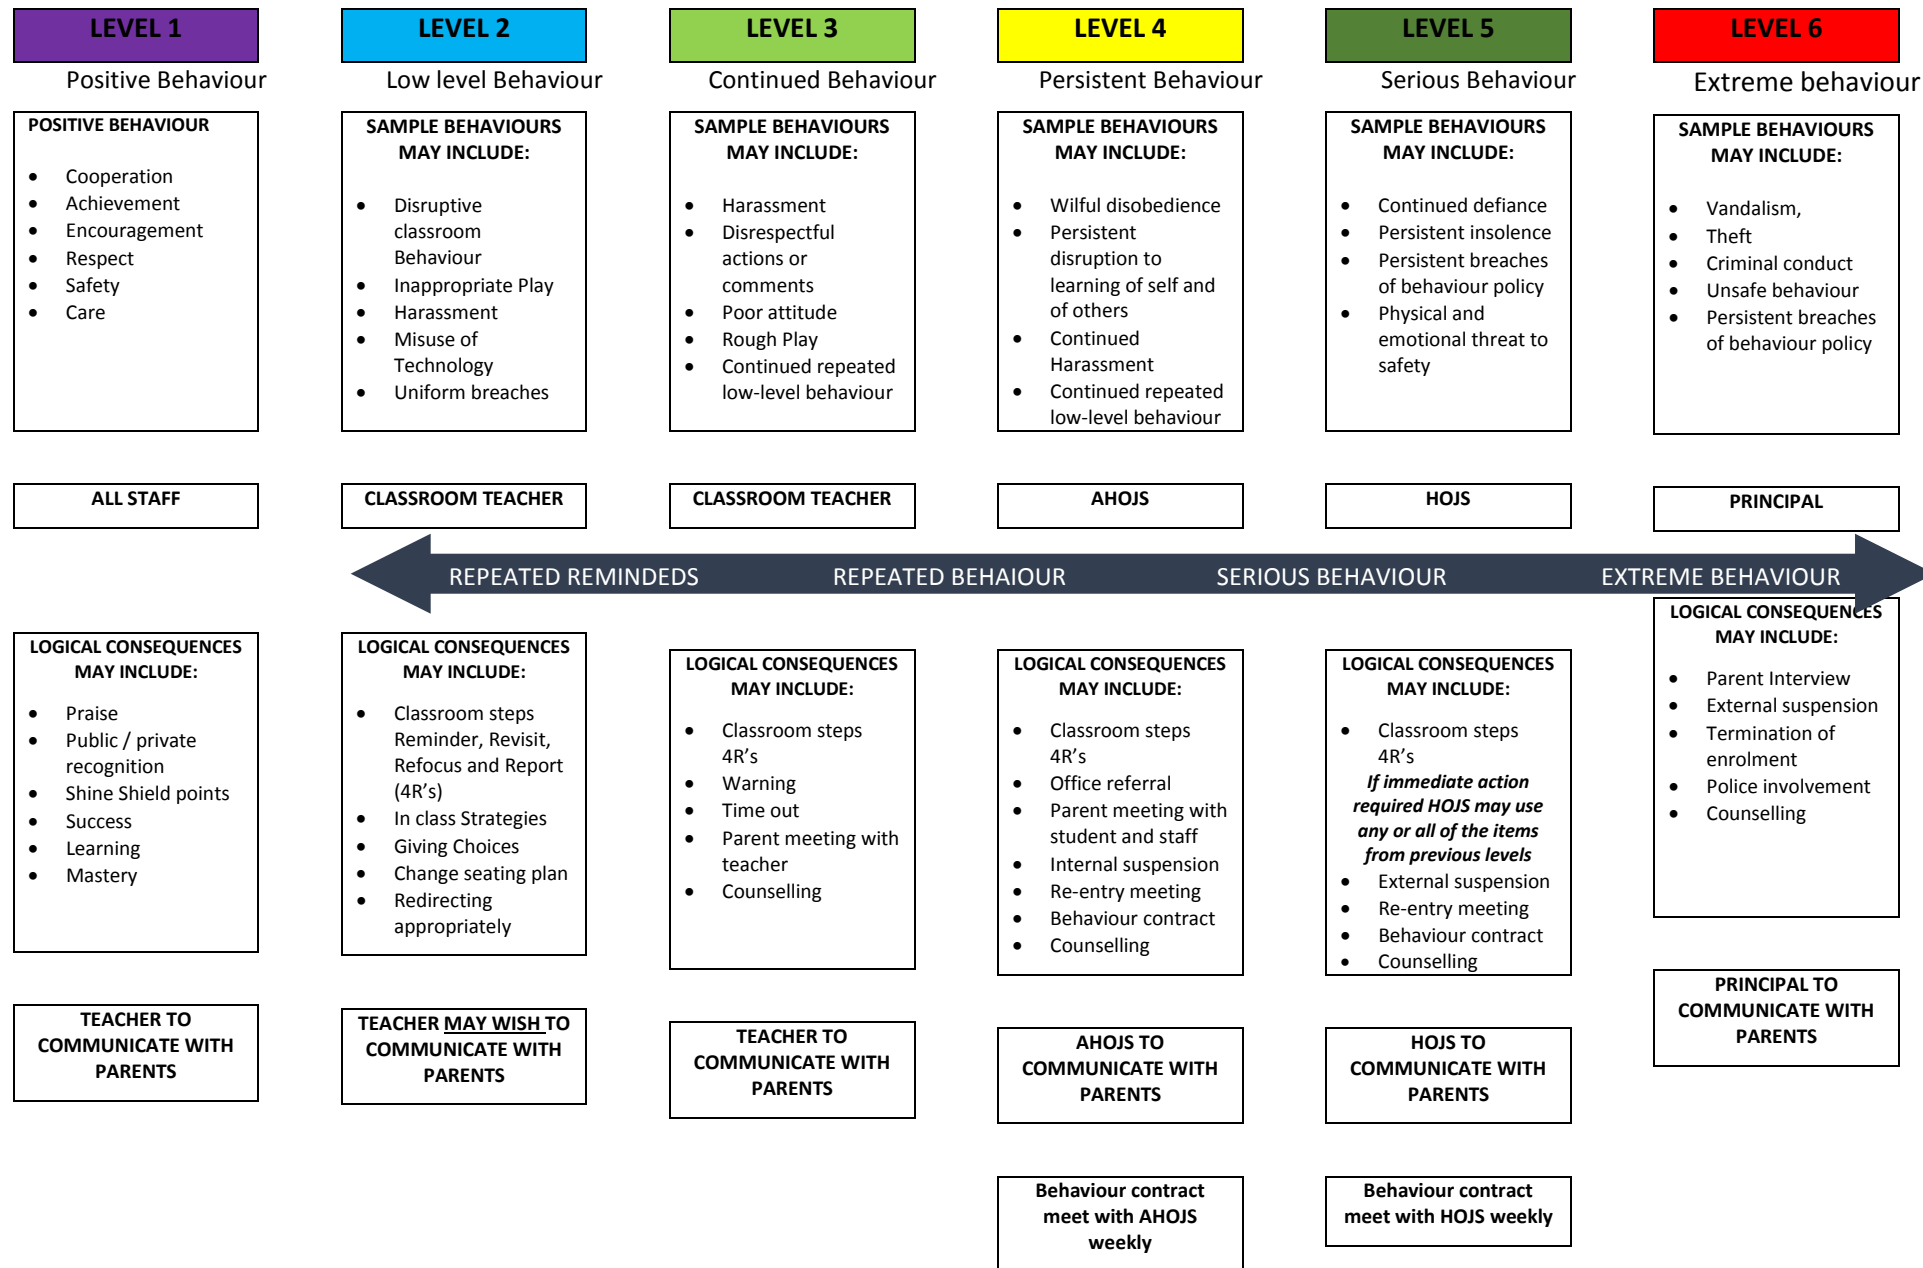 LEVEL 1
Positive Behaviour
POSITIVE BEHAVIOUR
• Cooperation
• Achievement
• Encouragement
• Respect
• Safety
• Care
ALL STAFF
LOGICAL CONSEQUENCES
MAY INCLUDE:
• Praise
• Public / private
recognition
• Shine Shield points
• Success
• Learning
• Mastery
TEACHER TO
COMMUNICATE WITH
PARENTS
LEVEL 2
Low level Behaviour
SAMPLE BEHAVIOURS
MAY INCLUDE:
• Disruptive
classroom
Behaviour
• Inappropriate Play
• Harassment
• Misuse of
Technology
• Uniform breaches
CLASSROOM TEACHER
LOGICAL CONSEQUENCES
MAY INCLUDE:
• Classroom steps
Reminder, Revisit,
Refocus and Report
(4R’s)
• In class Strategies
• Giving Choices
• Change seating plan
• Redirecting
appropriately
TEACHER MAY WISH TO
COMMUNICATE WITH
PARENTS
LEVEL 3
Continued Behaviour
SAMPLE BEHAVIOURS
MAY INCLUDE:
• Harassment
• Disrespectful
actions or
comments
• Poor attitude
• Rough Play
• Continued repeated
low-level behaviour
CLASSROOM TEACHER
LOGICAL CONSEQUENCES
MAY INCLUDE:
• Classroom steps
4R’s
• Warning
• Time out
• Parent meeting with
teacher
• Counselling
TEACHER TO
COMMUNICATE WITH
PARENTS
LEVEL 4
Persistent Behaviour
SAMPLE BEHAVIOURS
MAY INCLUDE:
• Wilful disobedience
• Persistent
disruption to
learning of self and
of others
• Continued
Harassment
• Continued repeated
low-level behaviour
AHOJS
LOGICAL CONSEQUENCES
MAY INCLUDE:
• Classroom steps
4R’s
• Office referral
• Parent meeting with
student and staff
• Internal suspension
• Re-entry meeting
• Behaviour contract
• Counselling
AHOJS TO
COMMUNICATE WITH
PARENTS
Behaviour contract
meet with AHOJS
weekly
LEVEL 5
Serious Behaviour
SAMPLE BEHAVIOURS
MAY INCLUDE:
• Continued defiance
• Persistent insolence
• Persistent breaches
of behaviour policy
• Physical and
emotional threat to
safety
HOJS
LOGICAL CONSEQUENCES
MAY INCLUDE:
• Classroom steps
4R’s
If immediate action
required HOJS may use
any or all of the items
from previous levels
• External suspension
• Re-entry meeting
• Behaviour contract
• Counselling
HOJS TO
COMMUNICATE WITH
PARENTS
Behaviour contract
meet with HOJS weekly
LEVEL 6
Extreme behaviour
SAMPLE BEHAVIOURS
MAY INCLUDE:
• Vandalism,
• Theft
• Criminal conduct
• Unsafe behaviour
• Persistent breaches
of behaviour policy
PRINCIPAL
LOGICAL CONSEQUENCES
MAY INCLUDE:
• Parent Interview
• External suspension
• Termination of
enrolment
• Police involvement
• Counselling
PRINCIPAL TO
COMMUNICATE WITH
PARENTS
REPEATED REMINDEDS REPEATED BEHAIOUR SERIOUS BEHAVIOUR EXTREME BEHAVIOUR